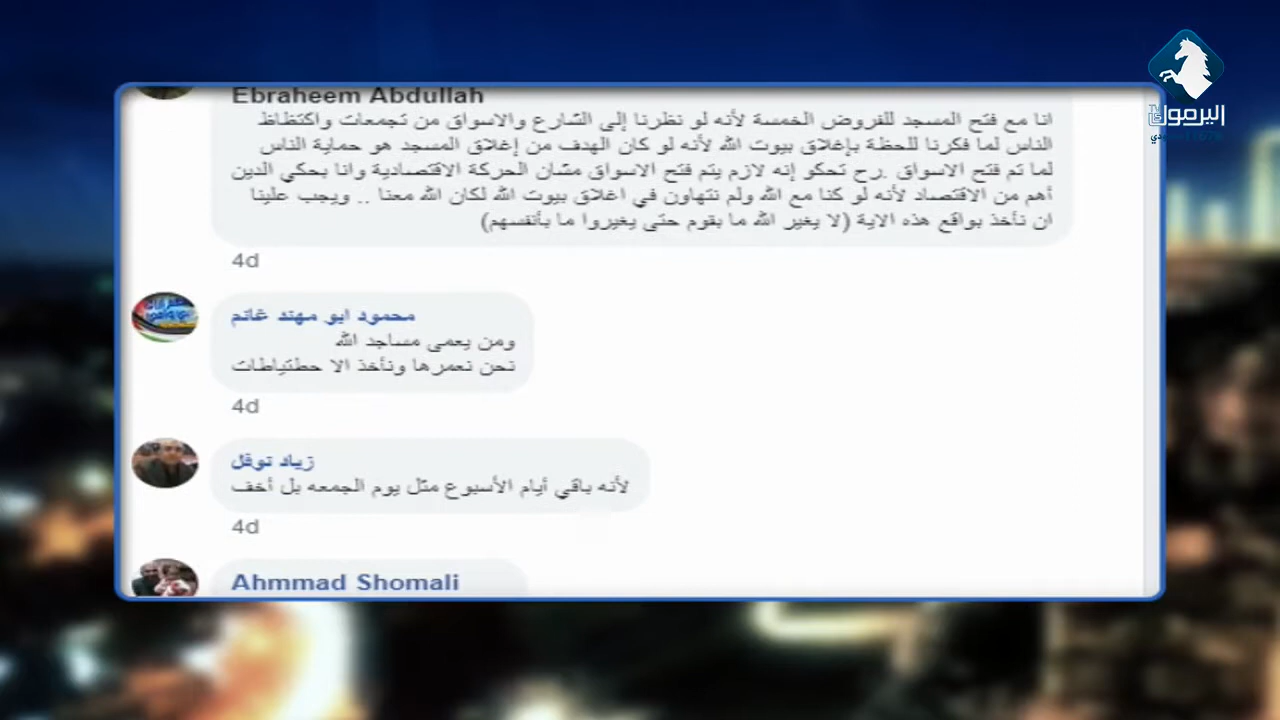 اليرموك
Ebraheem Abdullah
انا مع فتح المسجد للفروض الخمسة لأنه لو نظرنا إلى الشارع والاسواق من تجمعات واكتظاظ
الناس لما فكرنا للحظة بإغلاق بيوت الله لأنه لو كان الهدف من إغلاق المسجد هو حماية الناس
لما تم فتح الاسواق .رح تحكو إنه لازم يتم فتح الاسواق مشان الحركة الاقتصادية وانا بحكي الدين
أهم من الاقتصاد لأنه لو كنا مع الله ولم نتهاون في اغلاق بيوت الله لكان الله معنا .. ويجب علينا
ان نأخذ بواقع هذه الاية (لا يغير الله ما بقوم حتى يغيروا ما بأنفسهم)
4d
محمود ابو مهند غانم
ومن يعمى مساجد الله
نحن نعمرها ونأخذ الا حطتياطات
4d
زياد نوفل
لأنه باقي أيام الأسبوع مثل يوم الجمعه بل أخف
4d
Ahmmad Shomali